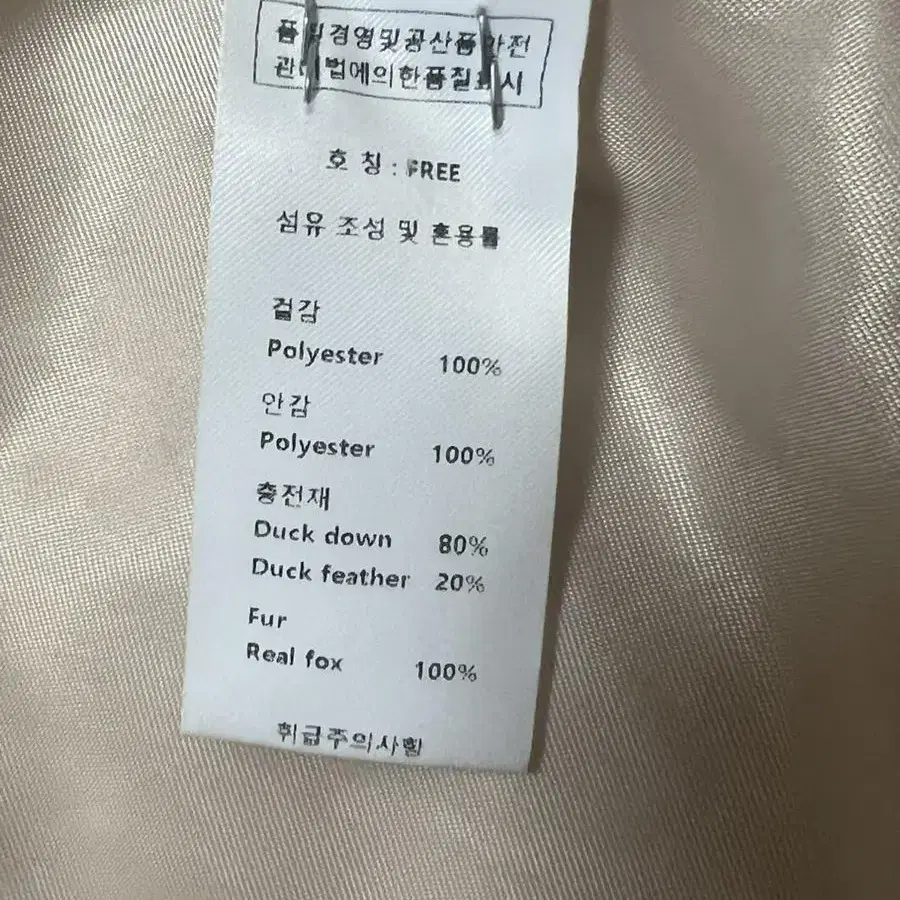 품질경영및공산품안전
관리법에의한품질표시
호 칭 : FREE
섬유 조성 및 혼용률
겉감
Polyester 100%
안감
Polyester 100%
충전재
Duck down 80%
Duck feather 20%
Fur
Real fox 100%
취급주의사항